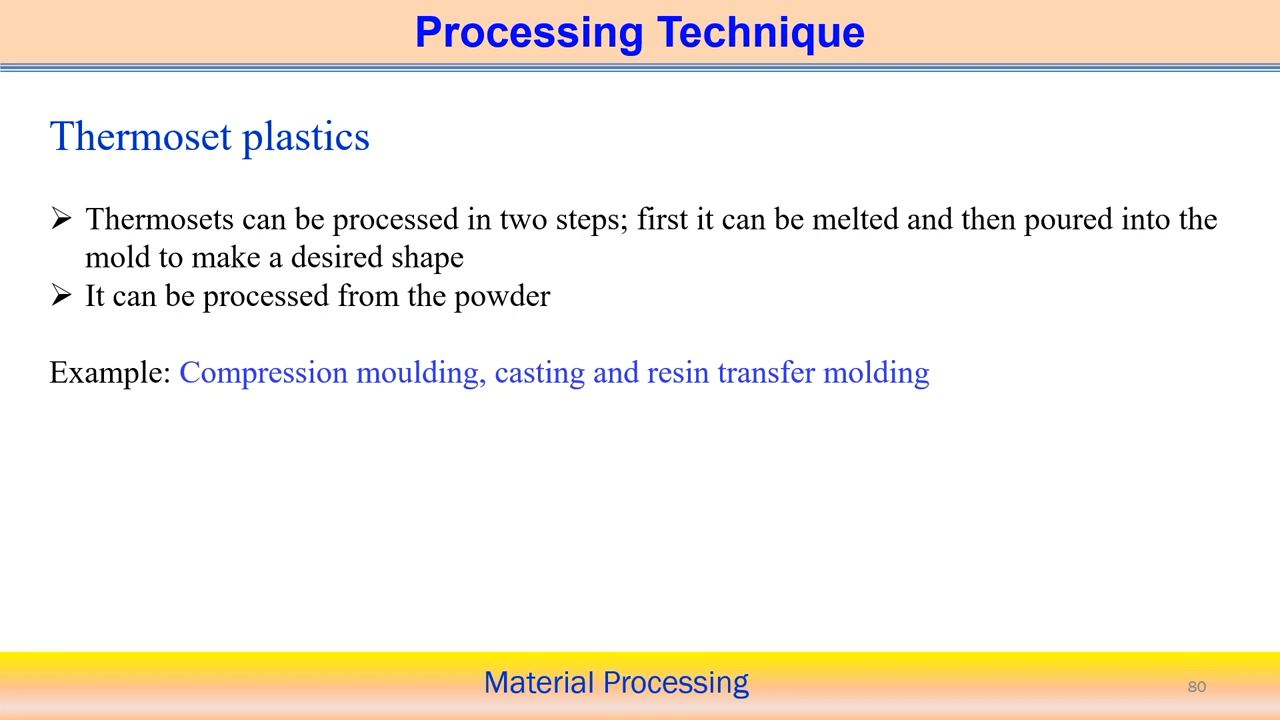 Processing Technique
Thermoset plastics
➢ Thermosets can be processed in two steps; first it can be melted and then poured into the
mold to make a desired shape
➢ It can be processed from the powder
Example: Compression moulding, casting and resin transfer molding
Material Processing
80